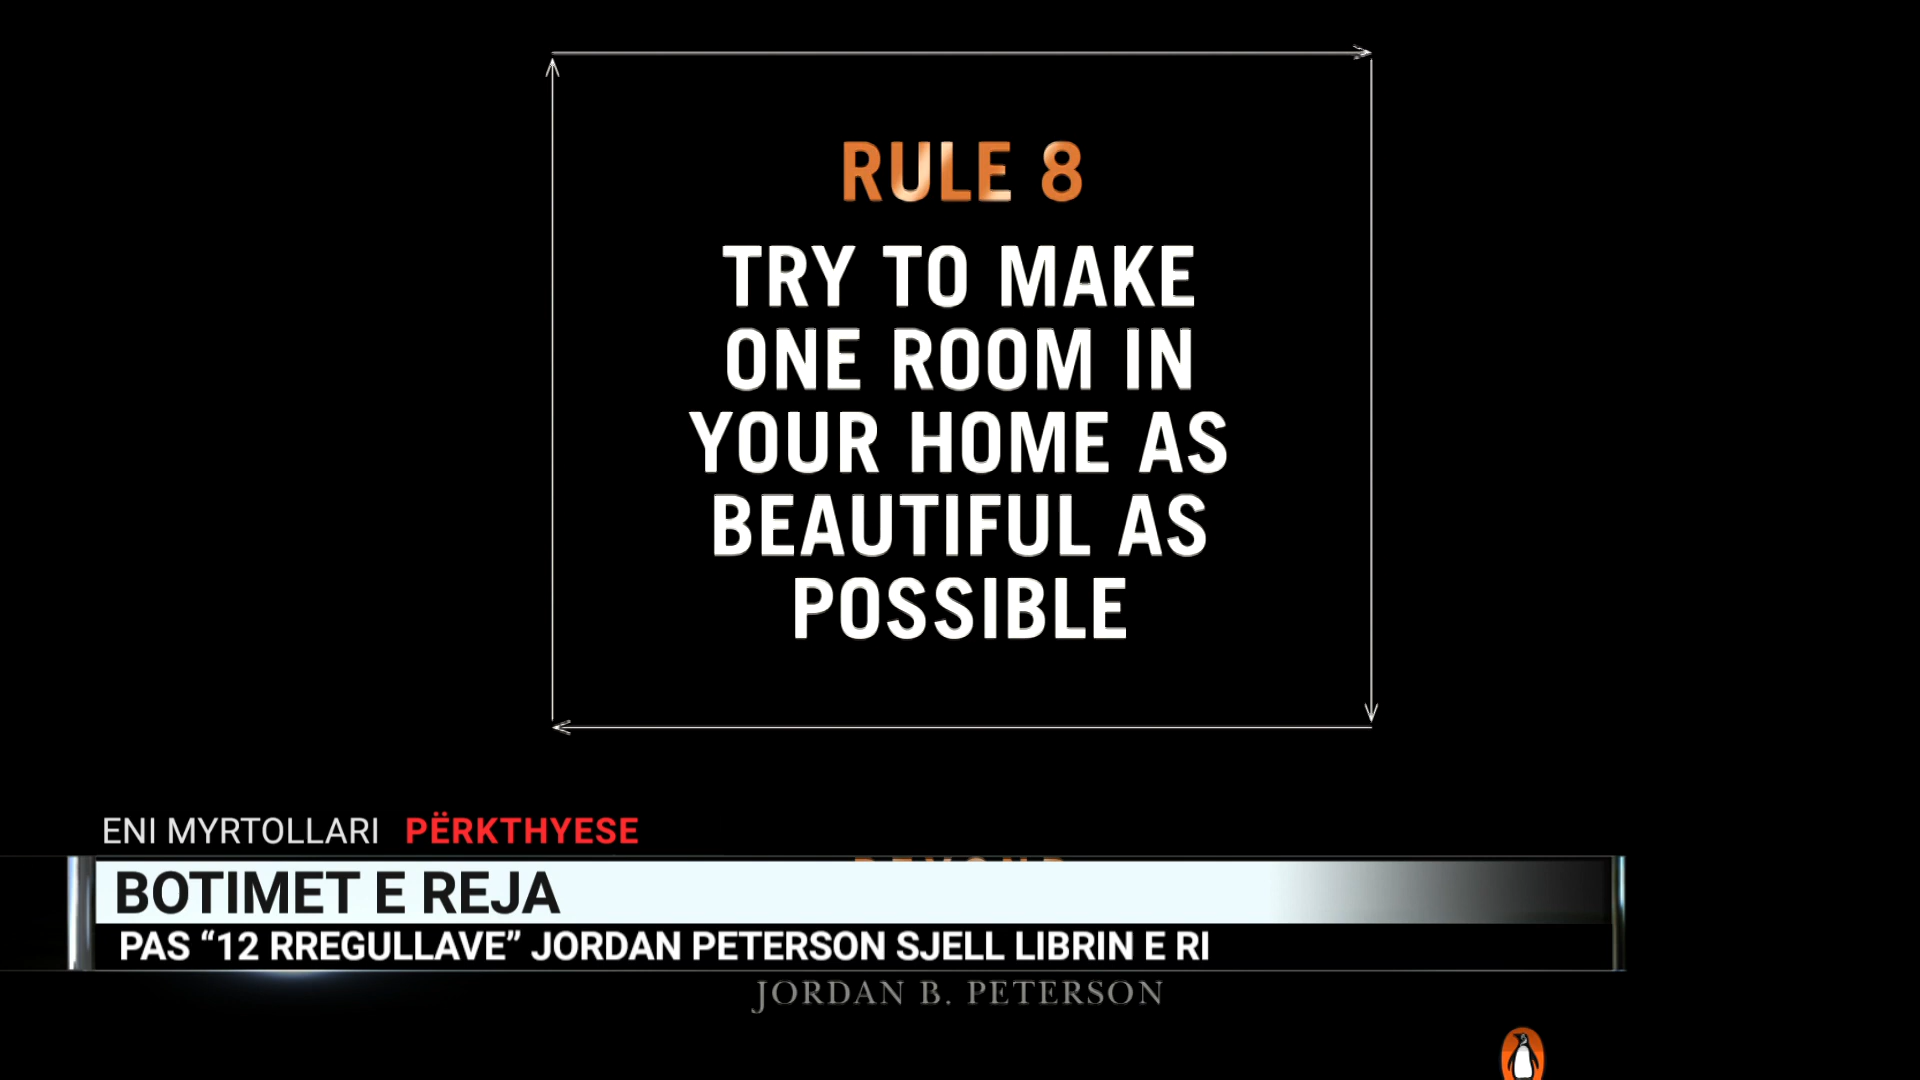 RULE 8
TRY TO MAKE
ONE ROOM IN
YOUR HOME AS
BEAUTIFUL AS
POSSIBLE
ENI MYRTOLLARI PËRKTHYESE
BOTIMET E REJA
PAS “12 RREGULLAVE” JORDAN PETERSON SJELL LIBRIN E RI
JORDAN B. PETERSON